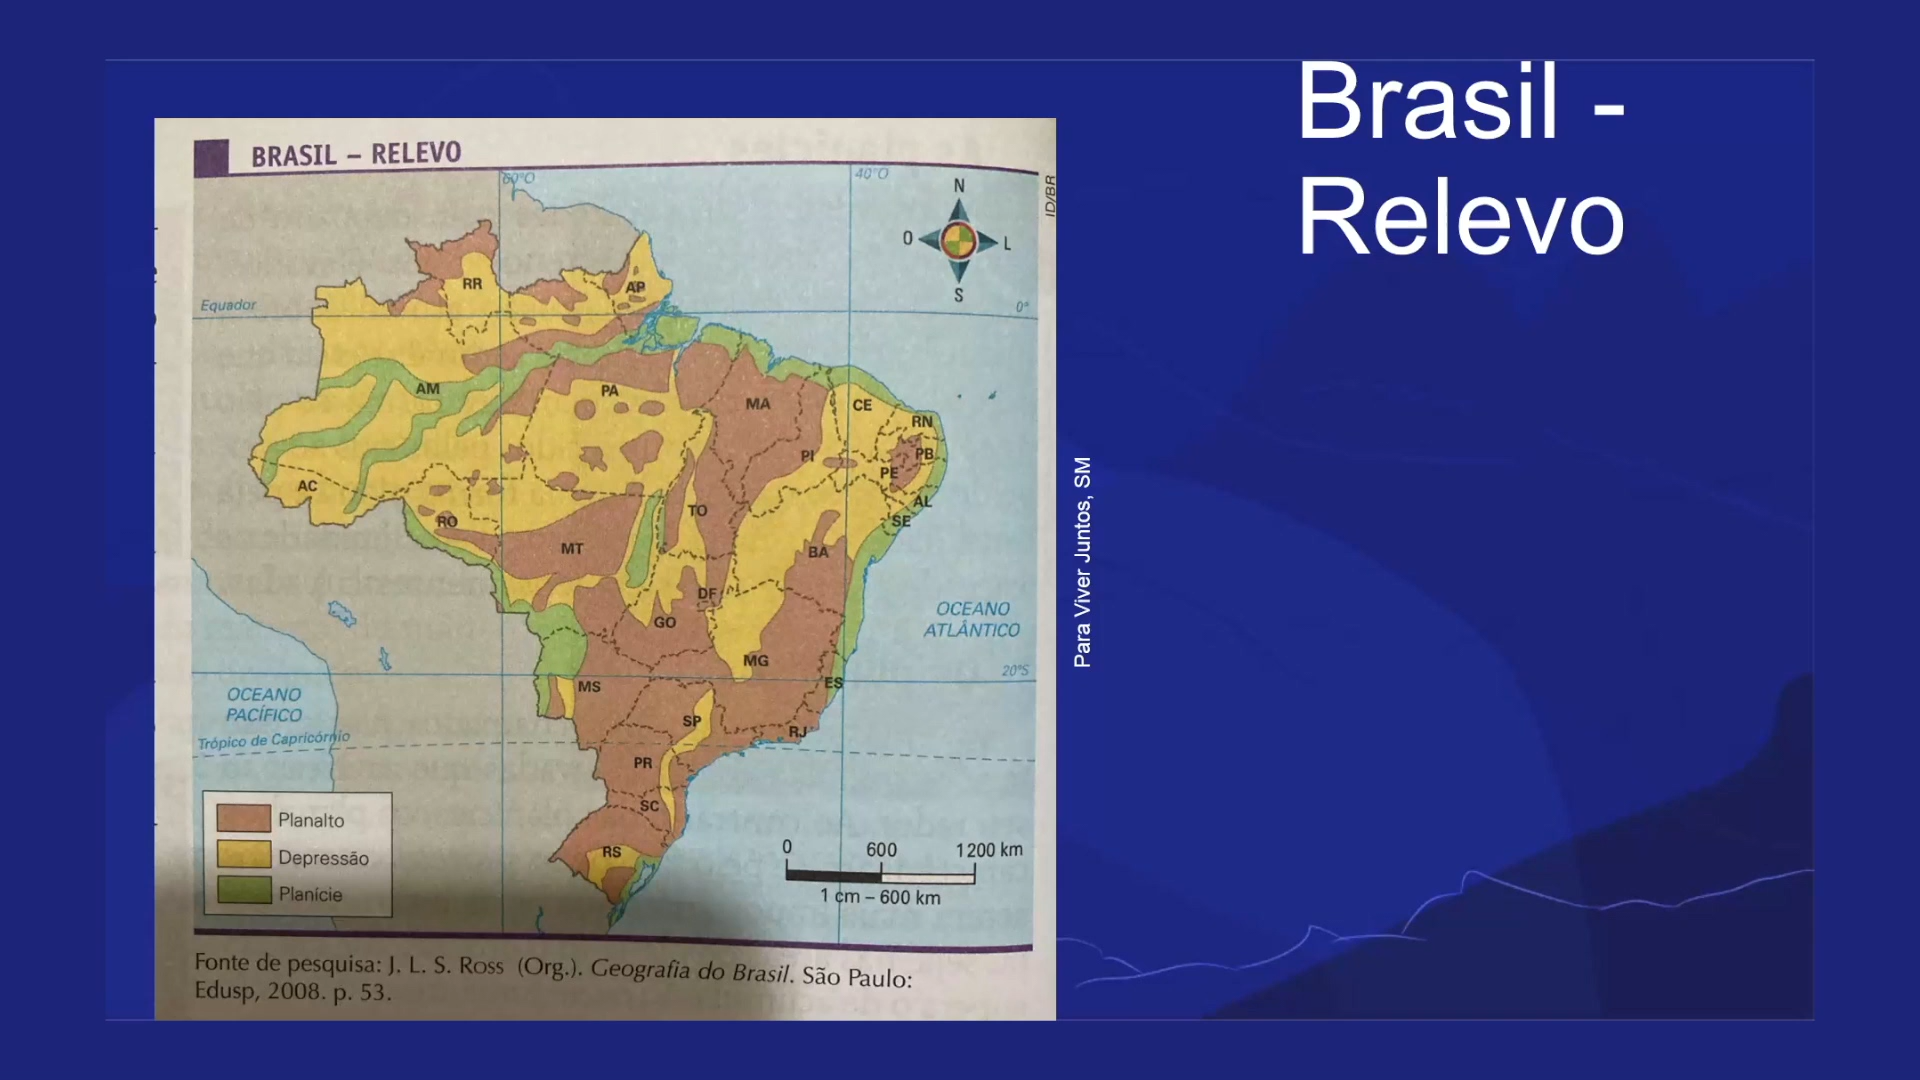 Brasil -
Relevo
BRASIL – RELEVO
60°O
40°O
ID/BR
N
O
L
S
Equador
0°
RR
AP
AM
PA
MA
CE
RN
PB
PI
PE
AC
AL
TO
SE
RO
MT
BA
DF
GO
OCEANO
ATLÂNTICO
MG
20°S
MS
ES
OCEANO
PACÍFICO
SP
RJ
Trópico de Capricórnio
PR
SC
RS
Planalto
Depressão
Planície
0 600 1200 km
1 cm – 600 km
Fonte de pesquisa: J. L. S. Ross (Org.). Geografia do Brasil. São Paulo:
Edusp, 2008. p. 53.
Para Viver Juntos, SM